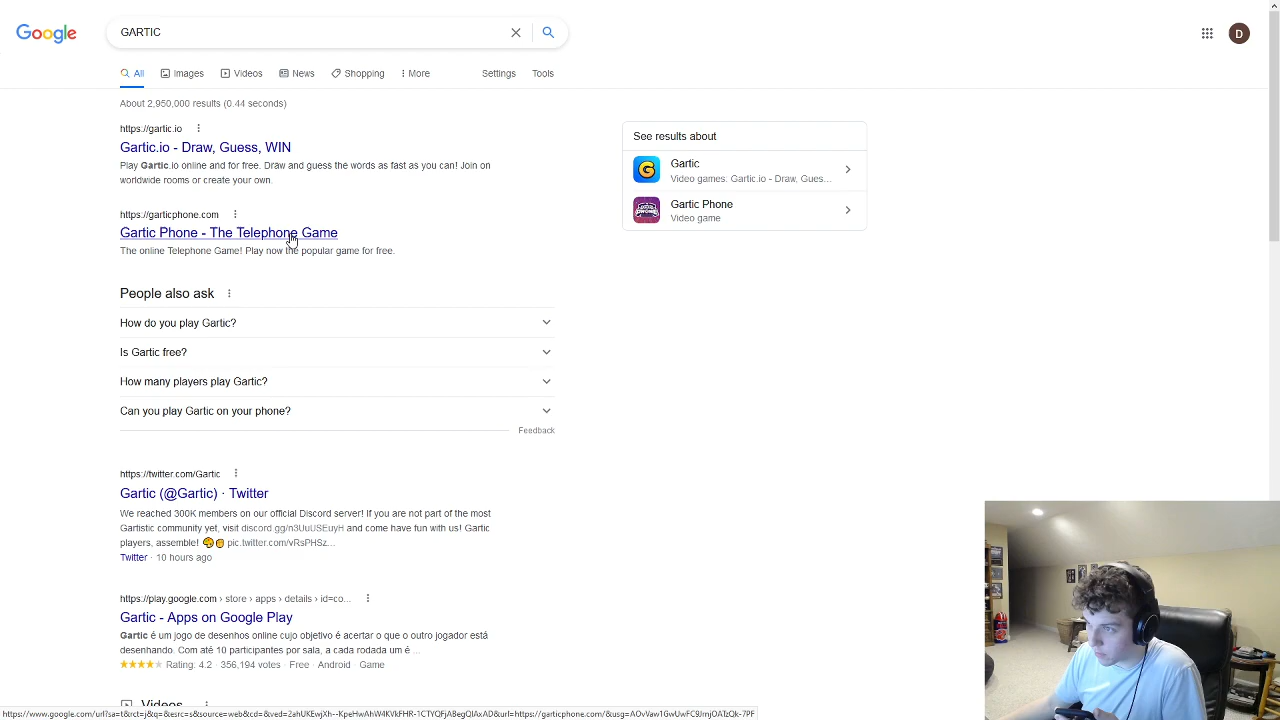 Google
GARTIC
D
All
Images
Videos
News
Shopping
More
Settings
Tools
About 2,950,000 results (0.44 seconds)
https://gartic.io
Gartic.io - Draw, Guess, WIN
Play Gartic.io online and for free. Draw and guess the words as fast as you can! Join on
worldwide rooms or create your own.
https://garticphone.com
Gartic Phone - The Telephone Game
The online Telephone Game! Play now the popular game for free.
See results about
Gartic
Video games: Gartic.io - Draw, Gues...
Gartic Phone
Video game
People also ask
How do you play Gartic?
Is Gartic free?
How many players play Gartic?
Can you play Gartic on your phone?
Feedback
https://twitter.com/Gartic
Gartic (@Gartic) · Twitter
We reached 300K members on our official Discord server! If you are not part of the most
Gartistic community yet, visit discord.gg/n3UuUSEuyH and come have fun with us! Gartic
players, assemble! pic.twitter.com/vRsPHSz...
Twitter · 10 hours ago
https://play.google.com › store › apps › details › id=co...
Gartic - Apps on Google Play
Gartic é um jogo de desenhos online cujo objetivo é acertar o que o outro jogador está
desenhando. Com até 10 participantes por sala, a cada rodada um é ...
Rating: 4.2 · 356,194 votes · Free · Android · Game
Videos